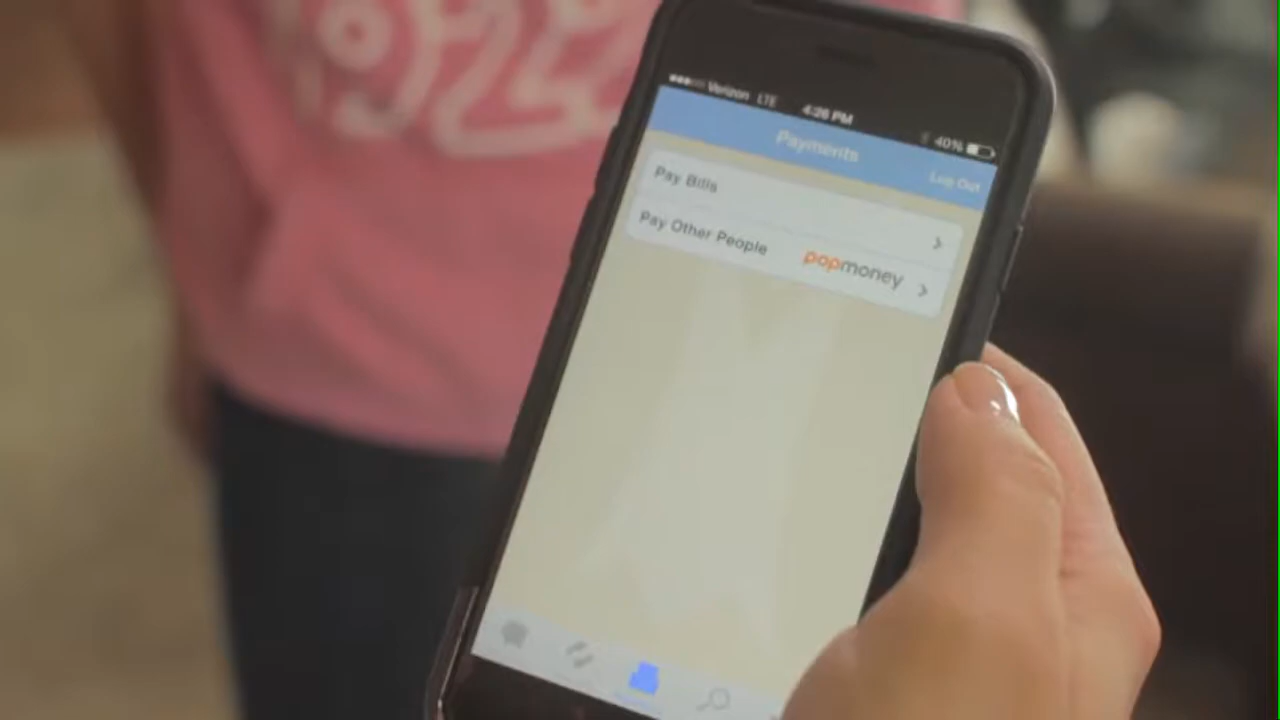 Verizon LTE 4:26 PM 40%
Payments
Log Out
Pay Bills
Pay Other People popmoney